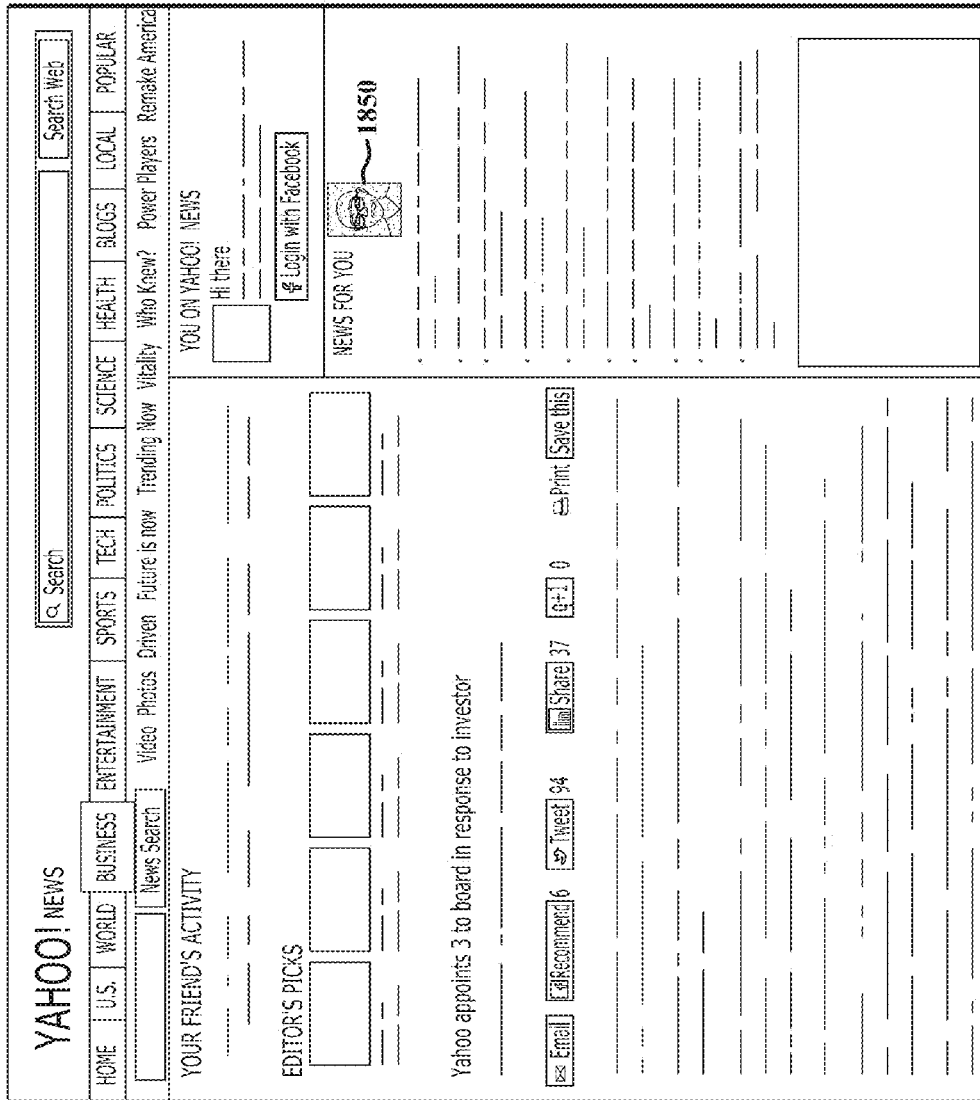 YAHOO! NEWS
Search
Search Web
HOME U.S. WORLD BUSINESS ENTERTAINMENT SPORTS TECH POLITICS SCIENCE HEALTH BLOGS LOCAL POPULAR
News Search Video Photos Driven Future is now Trending Now Vitality Who Knew? Power Players Remake America
YOUR FRIEND'S ACTIVITY
EDITOR'S PICKS
Yahoo appoints 3 to board in response to investor
Email Recommend 6 Tweet 94 Share 37 g+1 0 Print Save this
YOU ON YAHOO! NEWS
Hi there
Login with Facebook
NEWS FOR YOU
1850